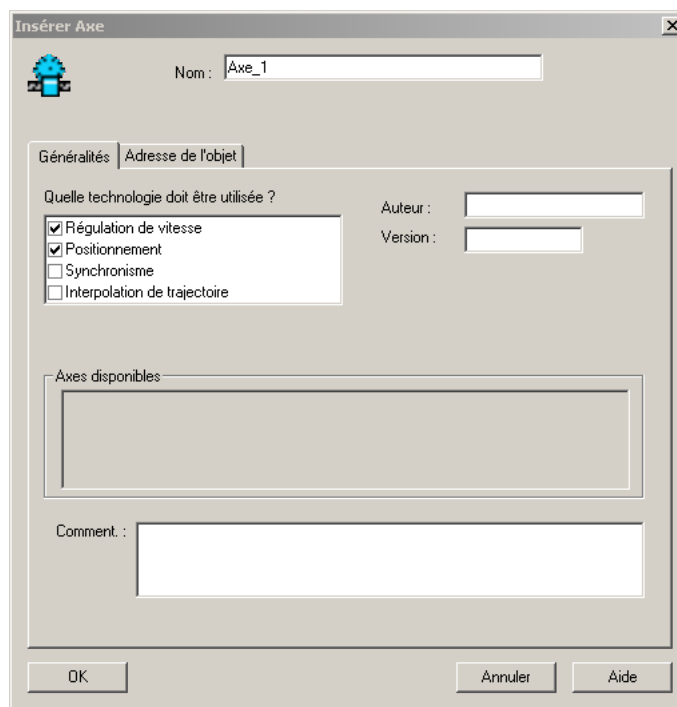 Insérer Axe
Nom : Axe_1
Généralités Adresse de l'objet
Quelle technologie doit être utilisée ?
Régulation de vitesse
Positionnement
Synchronisme
Interpolation de trajectoire
Auteur :
Version :
Axes disponibles
Comment. :
OK Annuler Aide